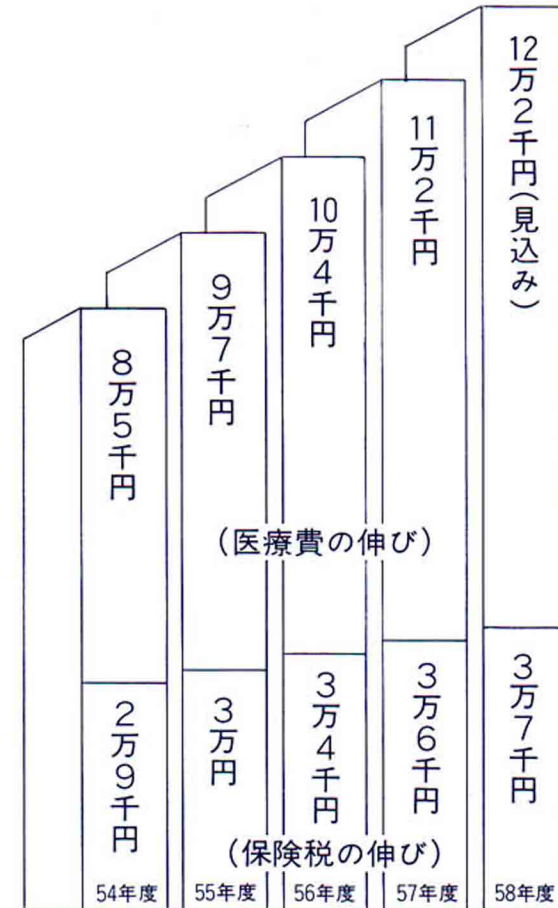 8万5千円
9万7千円
10万4千円
11万2千円
12万2千円(見込み)
(医療費の伸び)
2万9千円
3万円
3万4千円
3万6千円
3万7千円
(保険税の伸び)
54年度
55年度
56年度
57年度
58年度